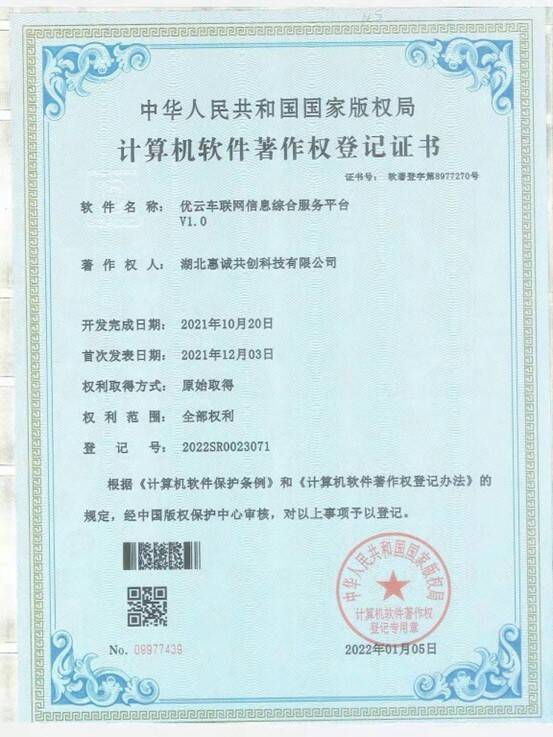 中华人民共和国国家版权局
计算机软件著作权登记证书
证书号： 软著登字第8977270号
软件名称： 优云车联网信息综合服务平台
V1.0
著作权人： 湖北惠诚共创科技有限公司
开发完成日期： 2021年10月20日
首次发表日期： 2021年12月03日
权利取得方式： 原始取得
权利范围： 全部权利
登记号： 2022SR0023071
根据《计算机软件保护条例》和《计算机软件著作权登记办法》的
规定，经中国版权保护中心审核，对以上事项予以登记。
中华人民共和国国家版权局
计算机软件著作权
登记专用章
No. 09977439
2022年01月05日